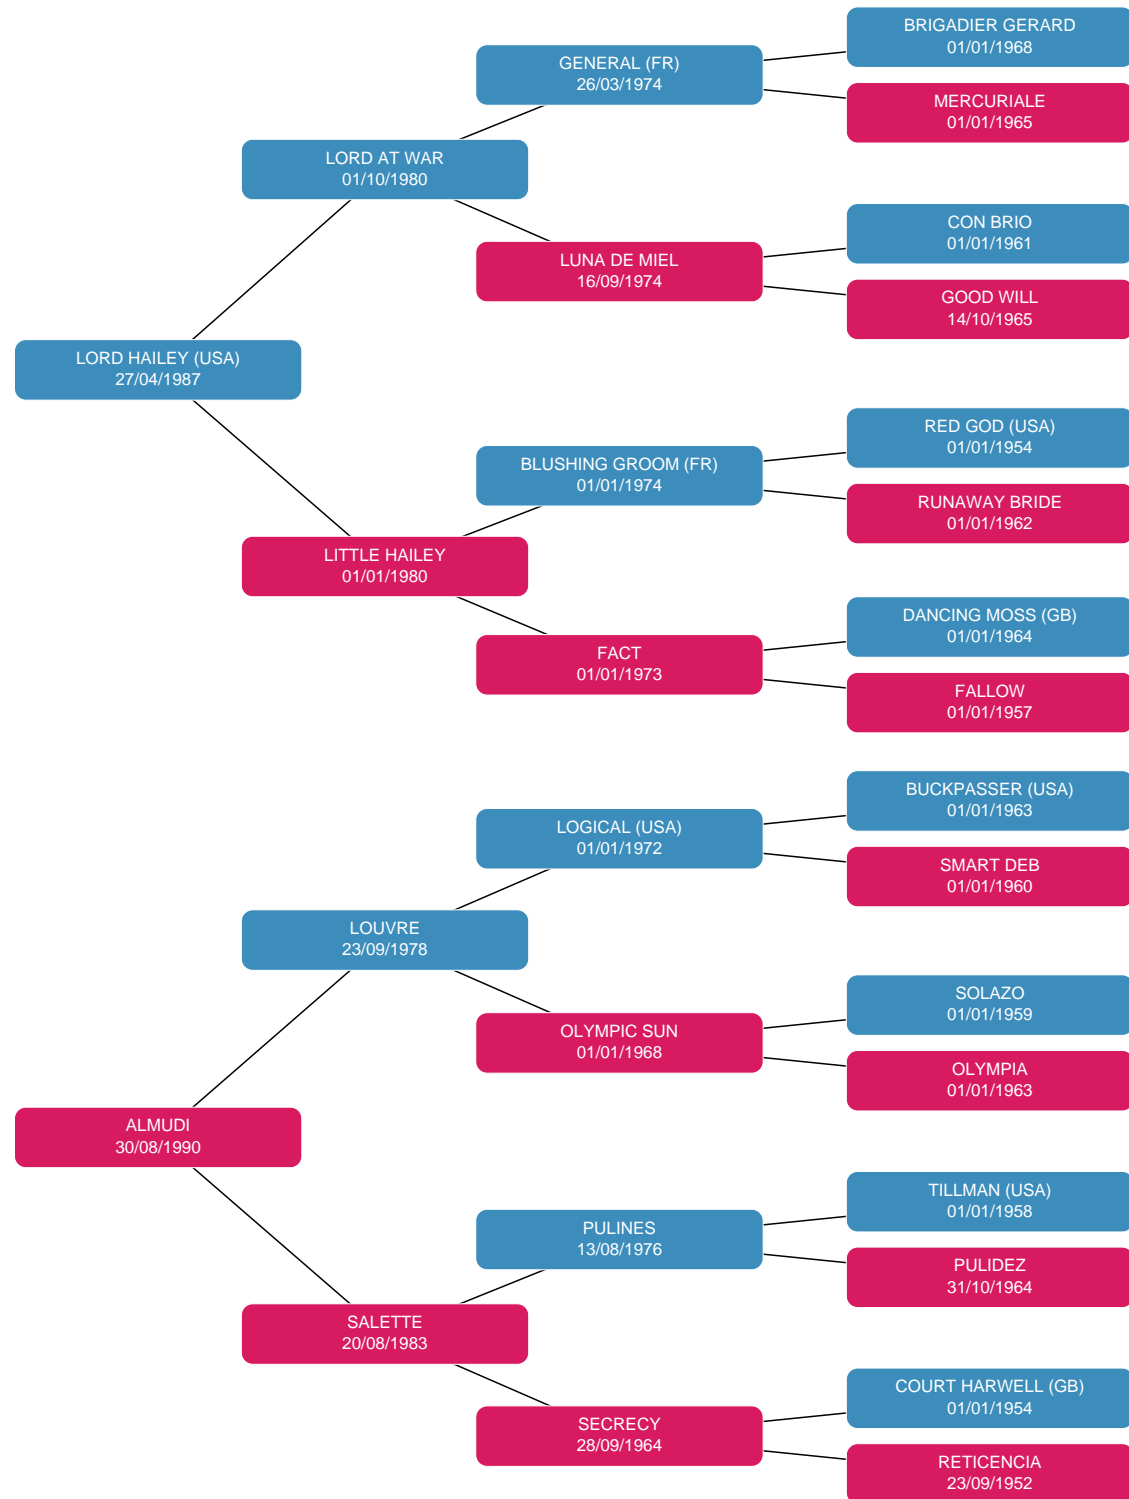 BRIGADIER GERARD
01/01/1968
GENERAL (FR)
26/03/1974
MERCURIALE
01/01/1965
LORD AT WAR
01/10/1980
CON BRIO
01/01/1961
LUNA DE MIEL
16/09/1974
GOOD WILL
14/10/1965
LORD HAILEY (USA)
27/04/1987
RED GOD (USA)
01/01/1954
BLUSHING GROOM (FR)
01/01/1974
RUNAWAY BRIDE
01/01/1962
LITTLE HAILEY
01/01/1980
DANCING MOSS (GB)
01/01/1964
FACT
01/01/1973
FALLOW
01/01/1957
BUCKPASSER (USA)
01/01/1963
LOGICAL (USA)
01/01/1972
SMART DEB
01/01/1960
LOUVRE
23/09/1978
SOLAZO
01/01/1959
OLYMPIC SUN
01/01/1968
OLYMPIA
01/01/1963
ALMUDI
30/08/1990
TILLMAN (USA)
01/01/1958
PULINES
13/08/1976
PULIDEZ
31/10/1964
SALETTE
20/08/1983
COURT HARWELL (GB)
01/01/1954
SECRECY
28/09/1964
RETICENCIA
23/09/1952